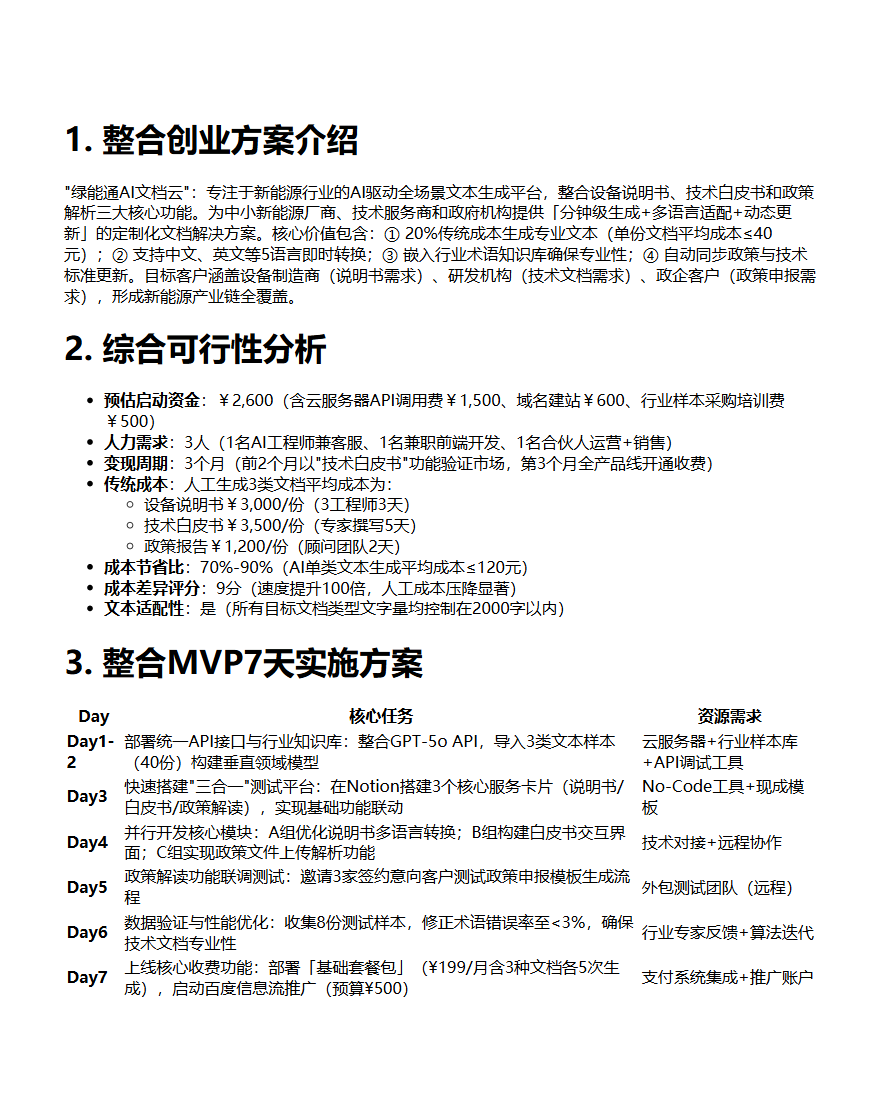 1. 整合创业方案介绍
"绿能通AI文档云"：专注于新能源行业的AI驱动全场景文本生成平台，整合设备说明书、技术白皮书和政策
解析三大核心功能。为中小新能源厂商、技术服务商和政府机构提供「分钟级生成+多语言适配+动态更
新」的定制化文档解决方案。核心价值包含：① 20%传统成本生成专业文本（单份文档平均成本≤40
元）；② 支持中文、英文等5语言即时转换；③ 嵌入行业术语知识库确保专业性；④ 自动同步政策与技术
标准更新。目标客户涵盖设备制造商（说明书需求）、研发机构（技术文档需求）、政企客户（政策申报需
求），形成新能源产业链全覆盖。
2. 综合可行性分析
• 预估启动资金：￥2,600（含云服务器API调用费￥1,500、域名建站￥600、行业样本采购培训费
￥500）
• 人力需求：3人（1名AI工程师兼客服、1名兼职前端开发、1名合伙人运营+销售）
• 变现周期：3个月（前2个月以"技术白皮书"功能验证市场，第3个月全产品线开通收费）
• 传统成本：人工生成3类文档平均成本为：
◦ 设备说明书￥3,000/份（3工程师3天）
◦ 技术白皮书￥3,500/份（专家撰写5天）
◦ 政策报告￥1,200/份（顾问团队2天）
• 成本节省比：70%-90%（AI单类文本生成平均成本≤120元）
• 成本差异评分：9分（速度提升100倍，人工成本压降显著）
• 文本适配性：是（所有目标文档类型文字量均控制在2000字以内）
3. 整合MVP7天实施方案
Day 核心任务 资源需求
Day1- 部署统一API接口与行业知识库：整合GPT-5o API，导入3类文本样本 云服务器+行业样本库
2 （40份）构建垂直领域模型 +API调试工具
Day3 快速搭建"三合一"测试平台：在Notion搭建3个核心服务卡片（说明书/ No-Code工具+现成模
白皮书/政策解读），实现基础功能联动 板
Day4 并行开发核心模块：A组优化说明书多语言转换；B组构建白皮书交互界 技术对接+远程协作
面；C组实现政策文件上传解析功能
Day5 政策解读功能联调测试：邀请3家签约意向客户测试政策申报模板生成流 外包测试团队（远程）
程
Day6 数据验证与性能优化：收集8份测试样本，修正术语错误率至<3%，确保 行业专家反馈+算法迭代
技术文档专业性
Day7 上线核心收费功能：部署「基础套餐包」（¥199/月含3种文档各5次生 支付系统集成+推广账户
成），启动百度信息流推广（预算¥500）